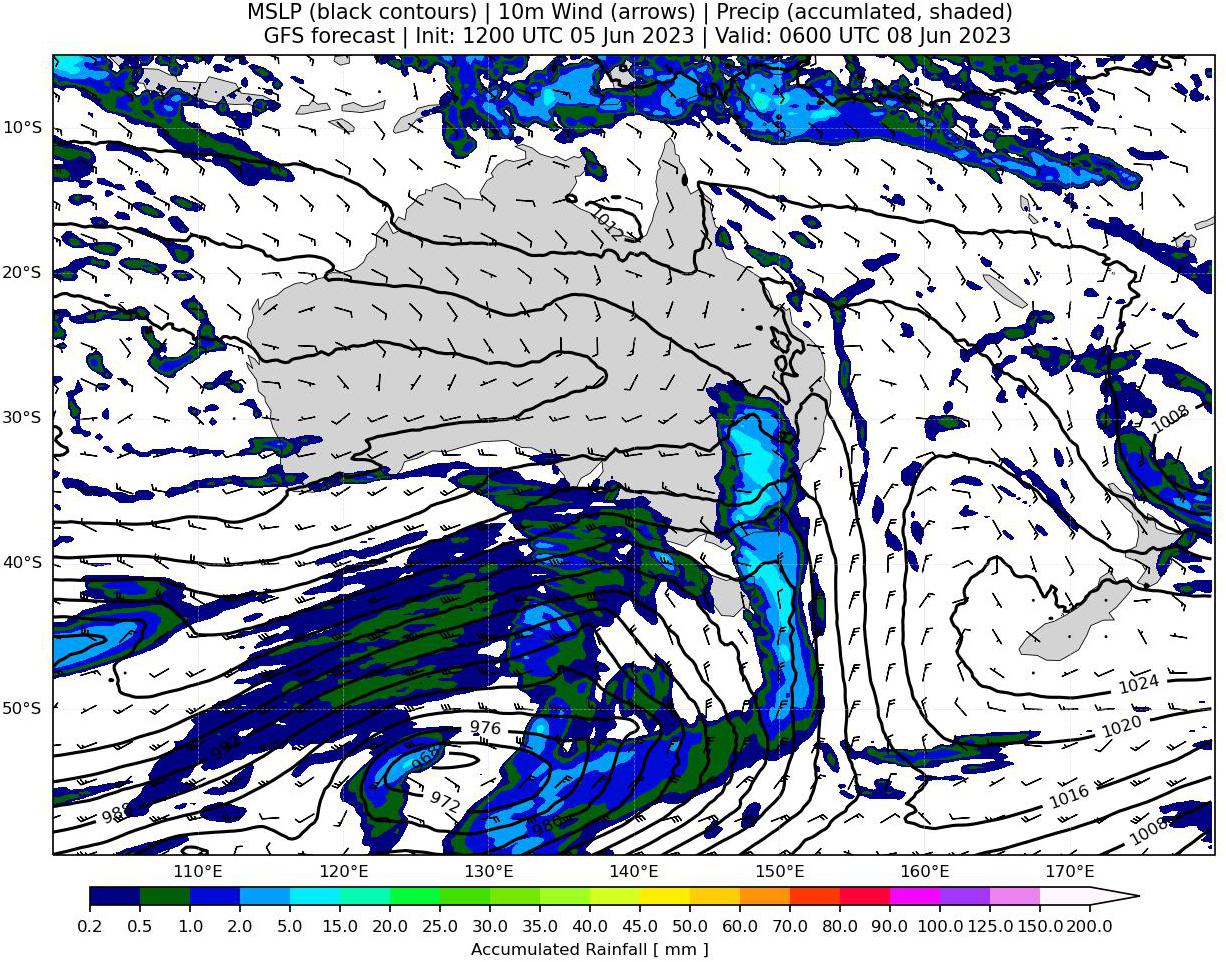 MSLP (black contours) | 10m Wind (arrows) | Precip (accumlated, shaded)
GFS forecast | Init: 1200 UTC 05 Jun 2023 | Valid: 0600 UTC 08 Jun 2023
10°S
1012
20°S
30°S
1008
40°S
50°S
1024
976
1020
968
972
1016
988
980
1008
110°E 120°E 130°E 140°E 150°E 160°E 170°E
0.2 0.5 1.0 2.0 5.0 10.0 15.0 20.0 25.0 30.0 35.0 40.0 45.0 50.0 60.0 70.0 80.0 90.0 100.0 125.0 150.0 200.0
Accumulated Rainfall [ mm ]